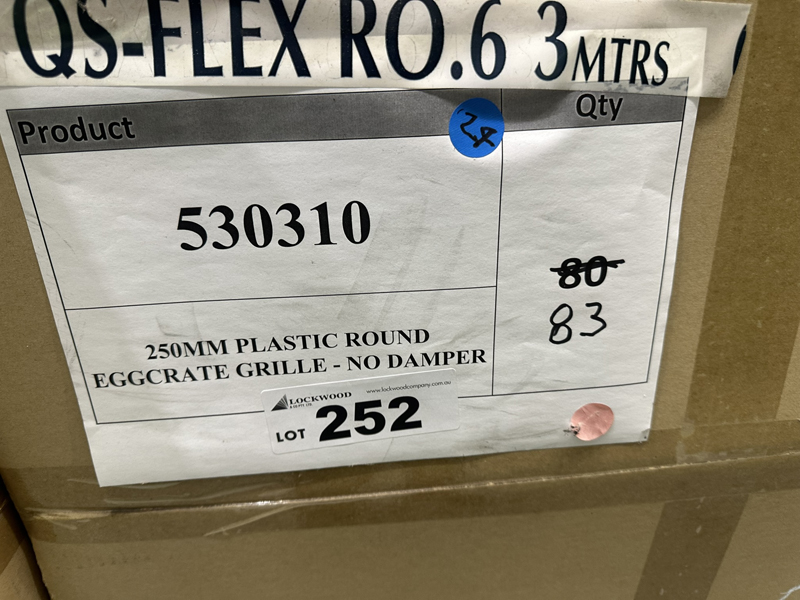 QS-FLEX RO.6 3MTRS
Product
24
Qty
530310
80
83
250MM PLASTIC ROUND
EGGCRATE GRILLE - NO DAMPER
LOCKWOOD
www.lockwoodcompany.com.au
LOT 252